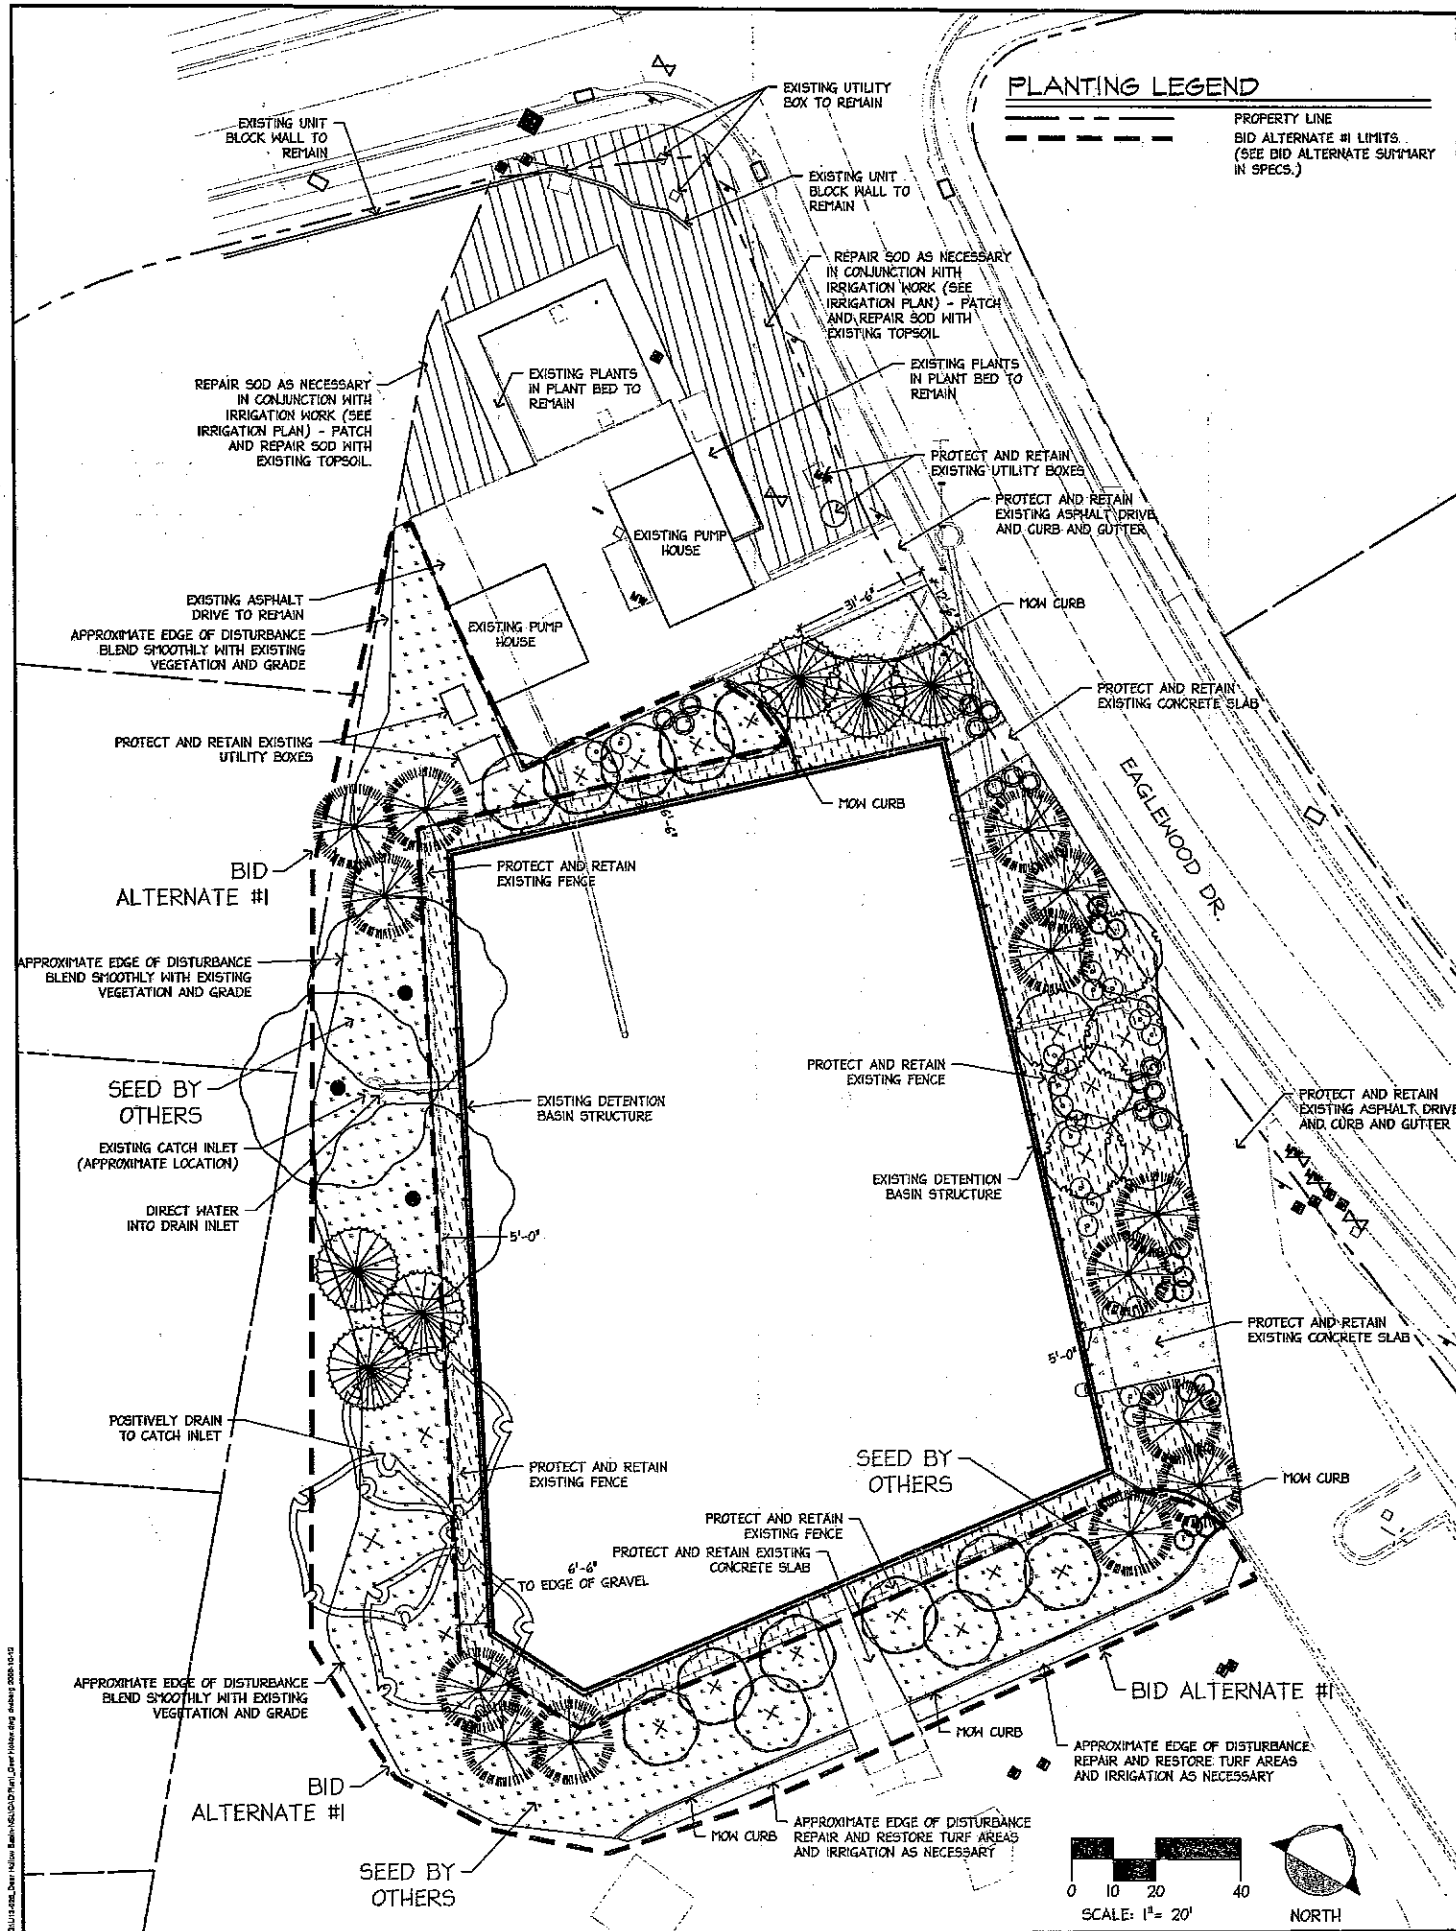 PLANTING LEGEND
PROPERTY LINE
BID ALTERNATE #1 LIMITS.
(SEE BID ALTERNATE SUMMARY
IN SPECS.)
EXISTING UTILITY
BOX TO REMAIN
EXISTING UNIT
BLOCK WALL TO
REMAIN
EXISTING UNIT
BLOCK WALL TO
REMAIN
REPAIR SOD AS NECESSARY
IN CONJUNCTION WITH
IRRIGATION WORK (SEE
IRRIGATION PLAN) - PATCH
AND REPAIR SOD WITH
EXISTING TOPSOIL
EXISTING PLANTS
IN PLANT BED TO
REMAIN
EXISTING PLANTS
IN PLANT BED TO
REMAIN
REPAIR SOD AS NECESSARY
IN CONJUNCTION WITH
IRRIGATION WORK (SEE
IRRIGATION PLAN) - PATCH
AND REPAIR SOD WITH
EXISTING TOPSOIL.
PROTECT AND RETAIN
EXISTING UTILITY BOXES
PROTECT AND RETAIN
EXISTING ASPHALT DRIVE
AND CURB AND GUTTER
EXISTING PUMP
HOUSE
EXISTING ASPHALT
DRIVE TO REMAIN
EXISTING PUMP
HOUSE
31'-6"
12'-6"
MOW CURB
APPROXIMATE EDGE OF DISTURBANCE
BLEND SMOOTHLY WITH EXISTING
VEGETATION AND GRADE
PROTECT AND RETAIN
EXISTING CONCRETE SLAB
PROTECT AND RETAIN EXISTING
UTILITY BOXES
EAGLEWOOD DR.
MOW CURB
6'-6"
BID
ALTERNATE #1
PROTECT AND RETAIN
EXISTING FENCE
APPROXIMATE EDGE OF DISTURBANCE
BLEND SMOOTHLY WITH EXISTING
VEGETATION AND GRADE
PROTECT AND RETAIN
EXISTING FENCE
SEED BY
OTHERS
EXISTING DETENTION
BASIN STRUCTURE
PROTECT AND RETAIN
EXISTING ASPHALT DRIVE
AND CURB AND GUTTER
EXISTING CATCH INLET
(APPROXIMATE LOCATION)
EXISTING DETENTION
BASIN STRUCTURE
DIRECT WATER
INTO DRAIN INLET
5'-0"
PROTECT AND RETAIN
EXISTING CONCRETE SLAB
5'-0"
POSITIVELY DRAIN
TO CATCH INLET
PROTECT AND RETAIN
EXISTING FENCE
SEED BY
OTHERS
MOW CURB
PROTECT AND RETAIN
EXISTING FENCE
PROTECT AND RETAIN EXISTING
CONCRETE SLAB
6'-6"
TO EDGE OF GRAVEL
APPROXIMATE EDGE OF DISTURBANCE
BLEND SMOOTHLY WITH EXISTING
VEGETATION AND GRADE
BID ALTERNATE #1
MOW CURB
APPROXIMATE EDGE OF DISTURBANCE
REPAIR AND RESTORE TURF AREAS
AND IRRIGATION AS NECESSARY
BID
ALTERNATE #1
MOW CURB
APPROXIMATE EDGE OF DISTURBANCE
REPAIR AND RESTORE TURF AREAS
AND IRRIGATION AS NECESSARY
SEED BY
OTHERS
0 10 20 40
SCALE: 1"= 20'
NORTH